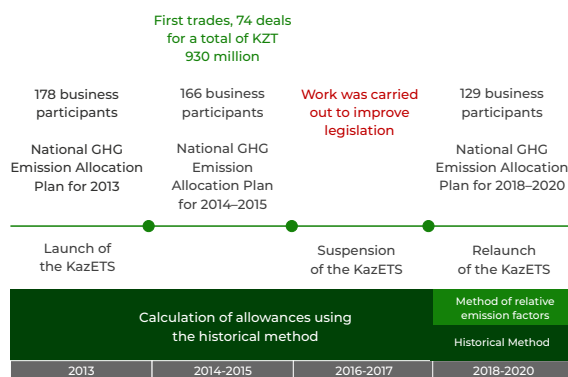 First trades, 74 deals
for a total of KZT
930 million
178 business
participants
166 business
participants
Work was carried
out to improve
legislation
129 business
participants
National GHG
Emission Allocation
Plan for 2013
National GHG
Emission
Allocation Plan
for 2014–2015
National GHG
Emission Allocation
Plan for 2018–2020
Launch of
the KazETS
Suspension
of the KazETS
Relaunch
of the KazETS
Calculation of allowances using
the historical method
Method of relative
emission factors
Historical Method
2013
2014-2015
2016-2017
2018-2020